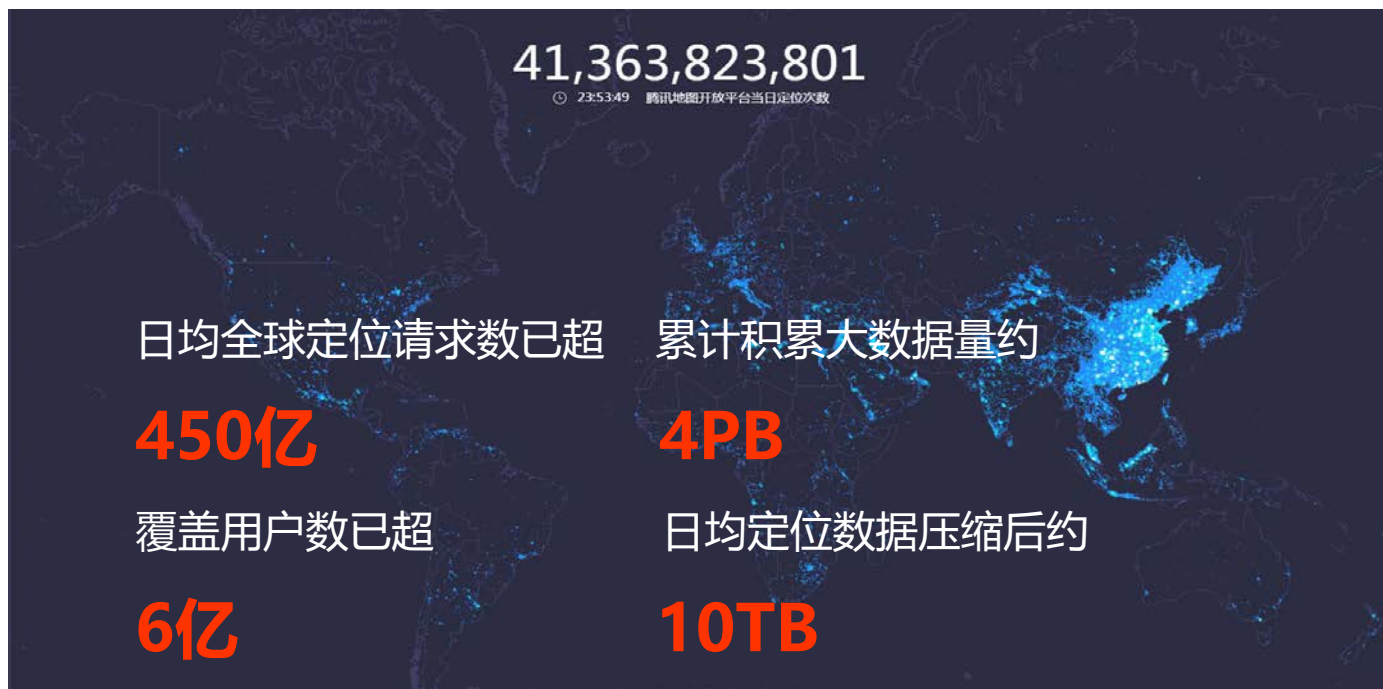 41,363,823,801
23:53:49 腾讯地图开放平台当日定位次数
日均全球定位请求数已超
累计积累大数据量约
450亿
4PB
覆盖用户数已超
日均定位数据压缩后约
6亿
10TB